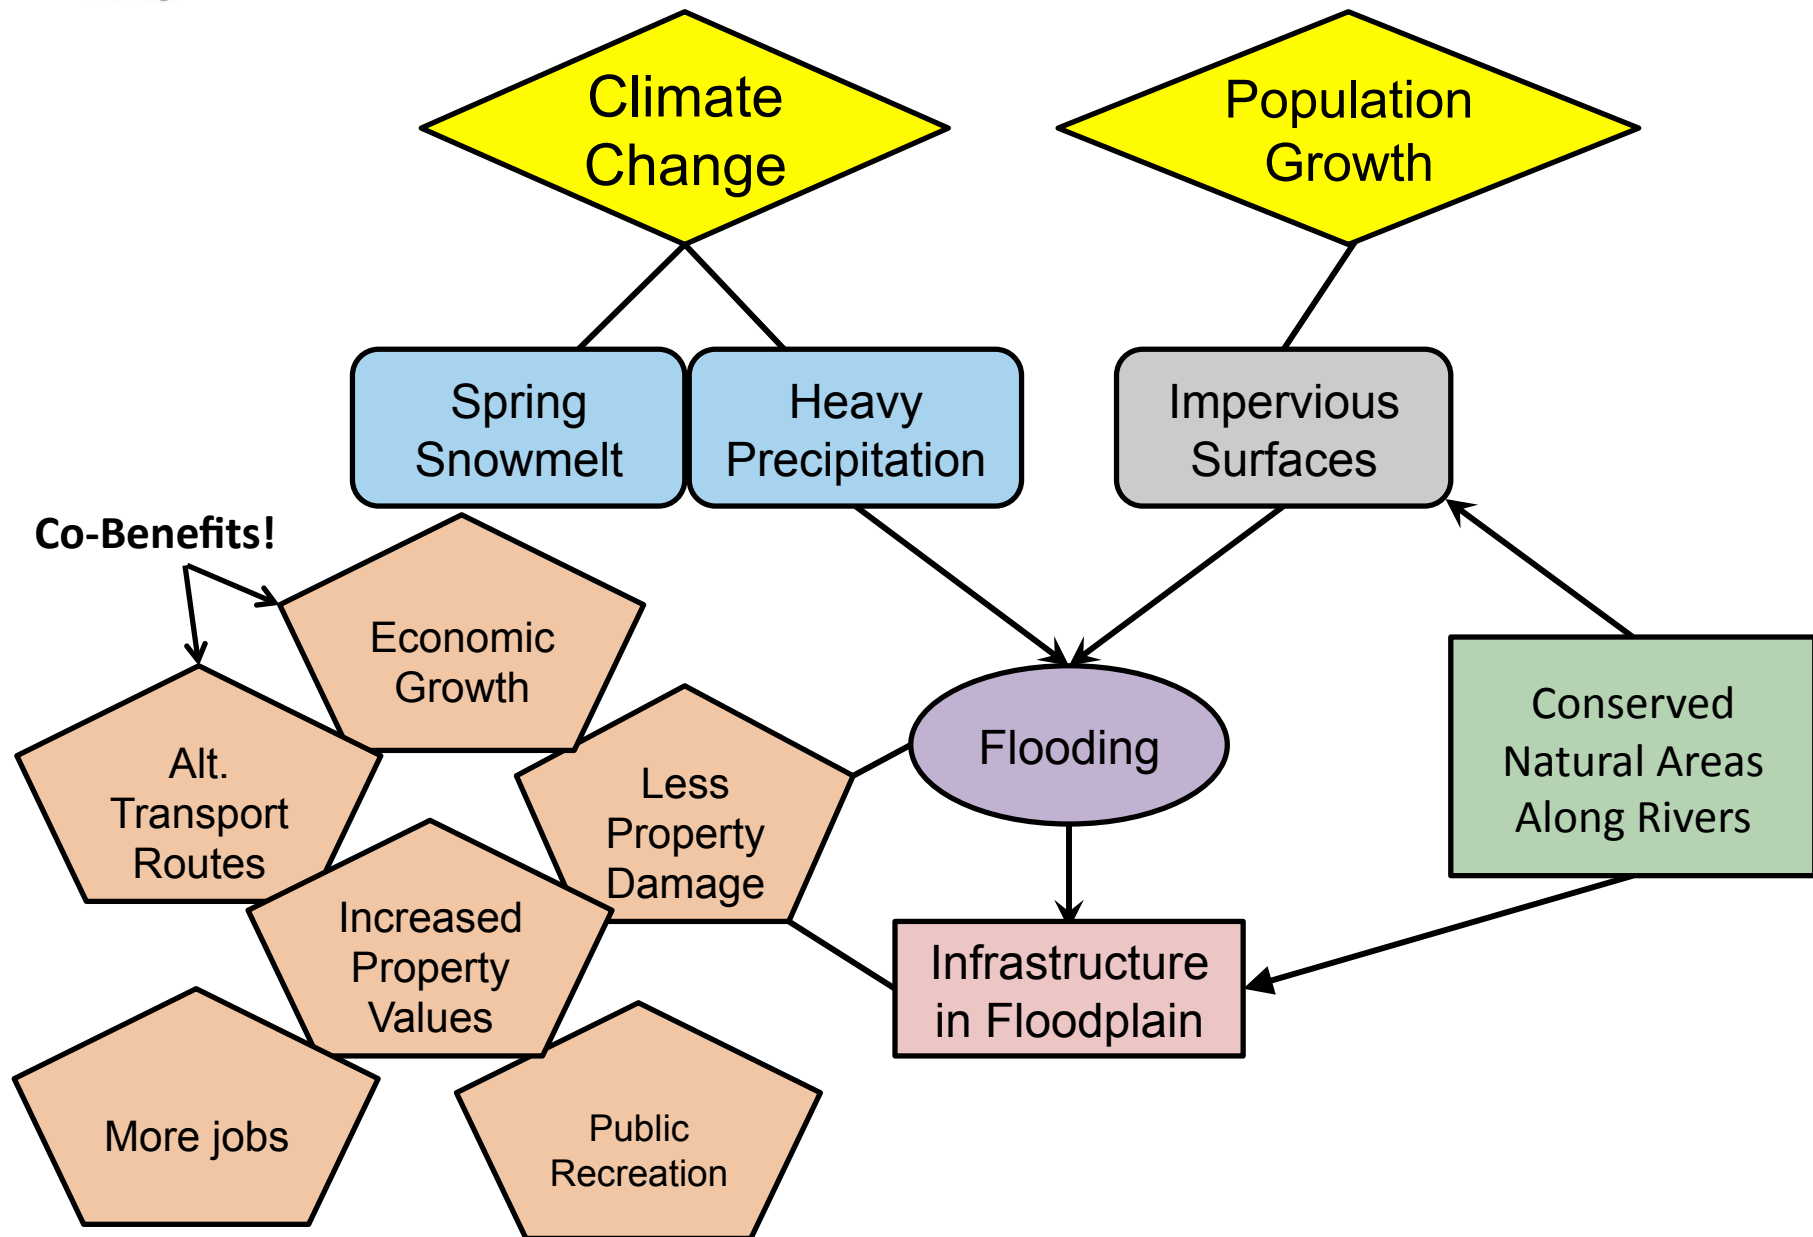 Climate
Change
Population
Growth
Spring
Snowmelt
Heavy
Precipitation
Impervious
Surfaces
Co-Benefits!
Economic
Growth
Alt.
Transport
Routes
Less
Property
Damage
Flooding
Conserved
Natural Areas
Along Rivers
Increased
Property
Values
Infrastructure
in Floodplain
More jobs
Public
Recreation